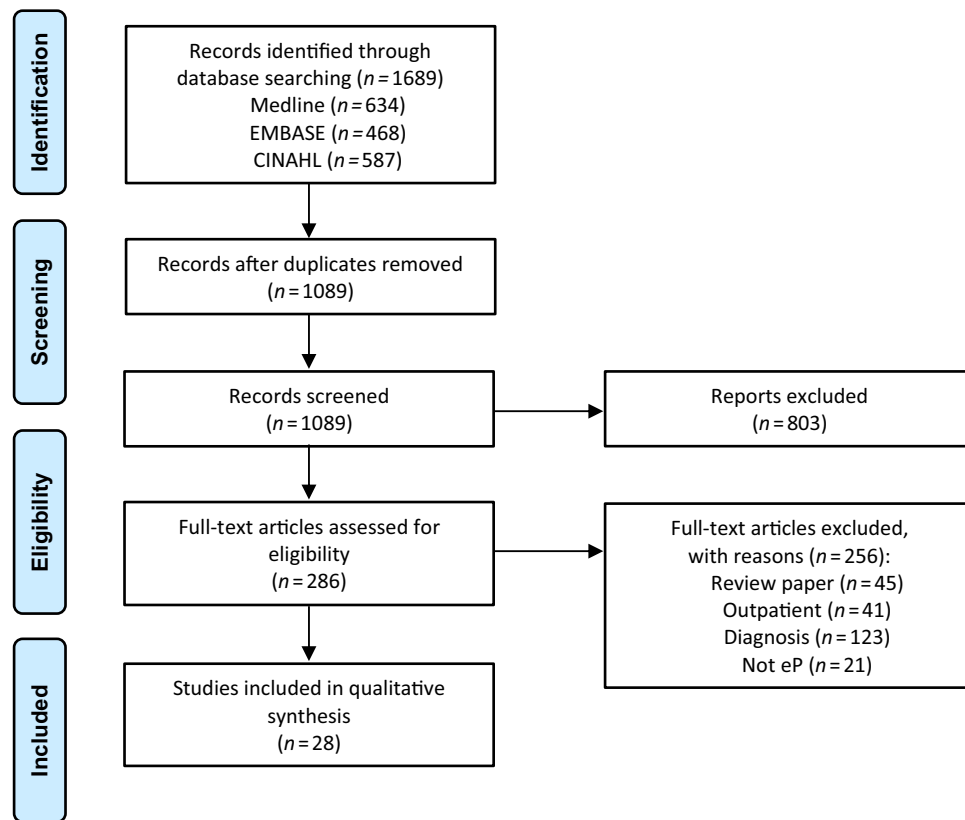 Identification
Records identified through
database searching (n = 1689)
Medline (n = 634)
EMBASE (n = 468)
CINAHL (n = 587)
Screening
Records after duplicates removed
(n = 1089)
Records screened
(n = 1089)
Reports excluded
(n = 803)
Eligibility
Full-text articles assessed for
eligibility
(n = 286)
Full-text articles excluded,
with reasons (n = 256):
Review paper (n = 45)
Outpatient (n = 41)
Diagnosis (n = 123)
Not eP (n = 21)
Included
Studies included in qualitative
synthesis
(n = 28)